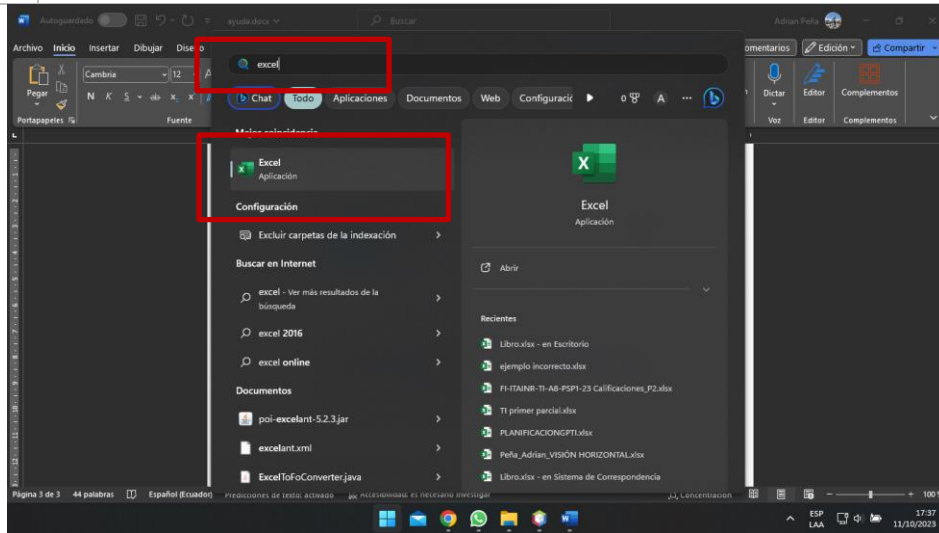 Autoguardado
ayuda.docx
Buscar
Adrian Peña
Archivo Inicio Insertar Dibujar Diseño
omentarios Edición Compartir
Pegar
Cambria 12
N K S ab x x
Portapapeles
Fuente
Dictar Editor Complementos
Voz Editor Complementos
excel
Chat Todo Aplicaciones Documentos Web Configuració 0 A
Mejor coincidencia
Excel
Aplicación
Configuración
Excluir carpetas de la indexación
Buscar en Internet
excel - Ver más resultados de la
búsqueda
excel 2016
excel online
Documentos
poi-excelant-5.2.3.jar
excelant.xml
ExcelToFoConverter.java
Excel
Aplicación
Abrir
Recientes
Libro.xlsx - en Escritorio
ejemplo incorrecto.xlsx
FI-ITAINR-TI-A8-PSP1-23 Calificaciones_P2.xlsx
TI primer parcial.xlsx
PLANIFICACIONGPTI.xlsx
Peña_Adrian_VISIÓN HORIZONTAL.xlsx
Libro.xlsx - en Sistema de Correspondencia
Página 3 de 3 44 palabras Español (Ecuador) Predicciones de texto: activado Accesibilidad: es necesario investigar Concentración 100
ESP
LAA
17:37
11/10/2023